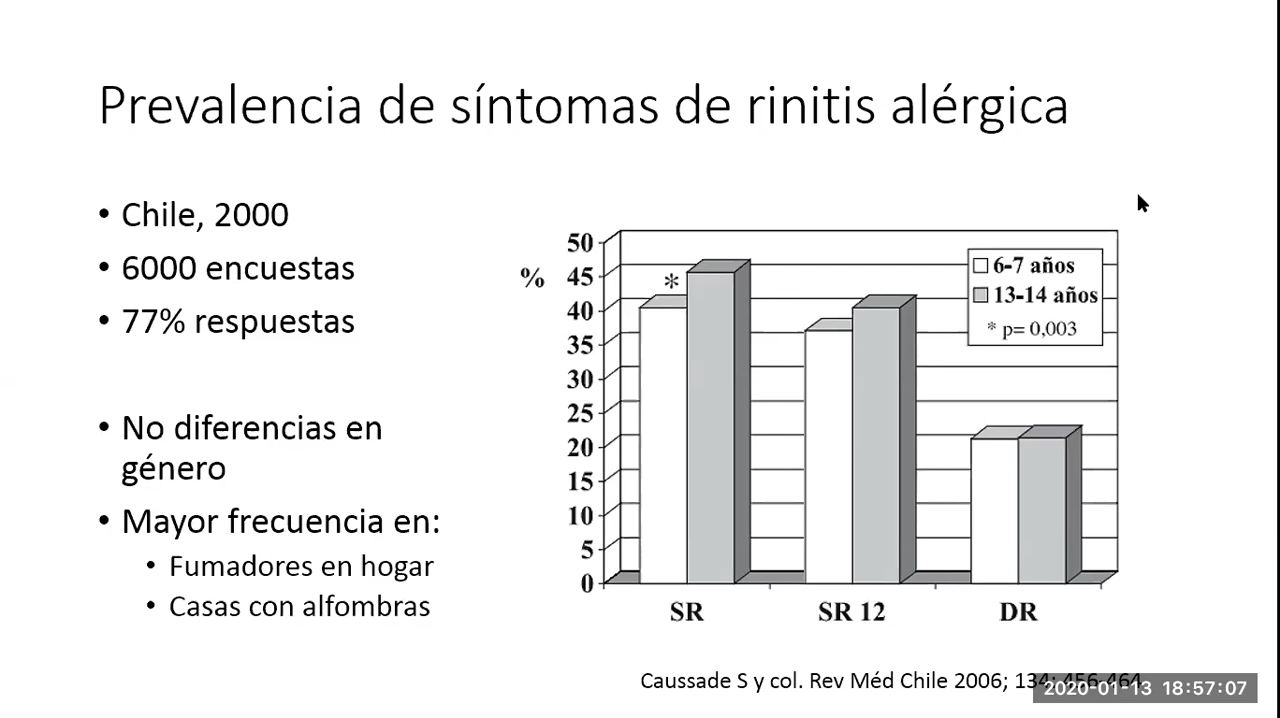 Prevalencia de síntomas de rinitis alérgica
• Chile, 2000
• 6000 encuestas
• 77% respuestas
• No diferencias en
género
• Mayor frecuencia en:
• Fumadores en hogar
• Casas con alfombras
%
50
45
40
35
30
25
20
15
10
5
0
*
6-7 años
13-14 años
* p= 0,003
SR
SR 12
DR
Caussade S y col. Rev Méd Chile 2006; 134: 456-464
2020-01-13 18:57:07